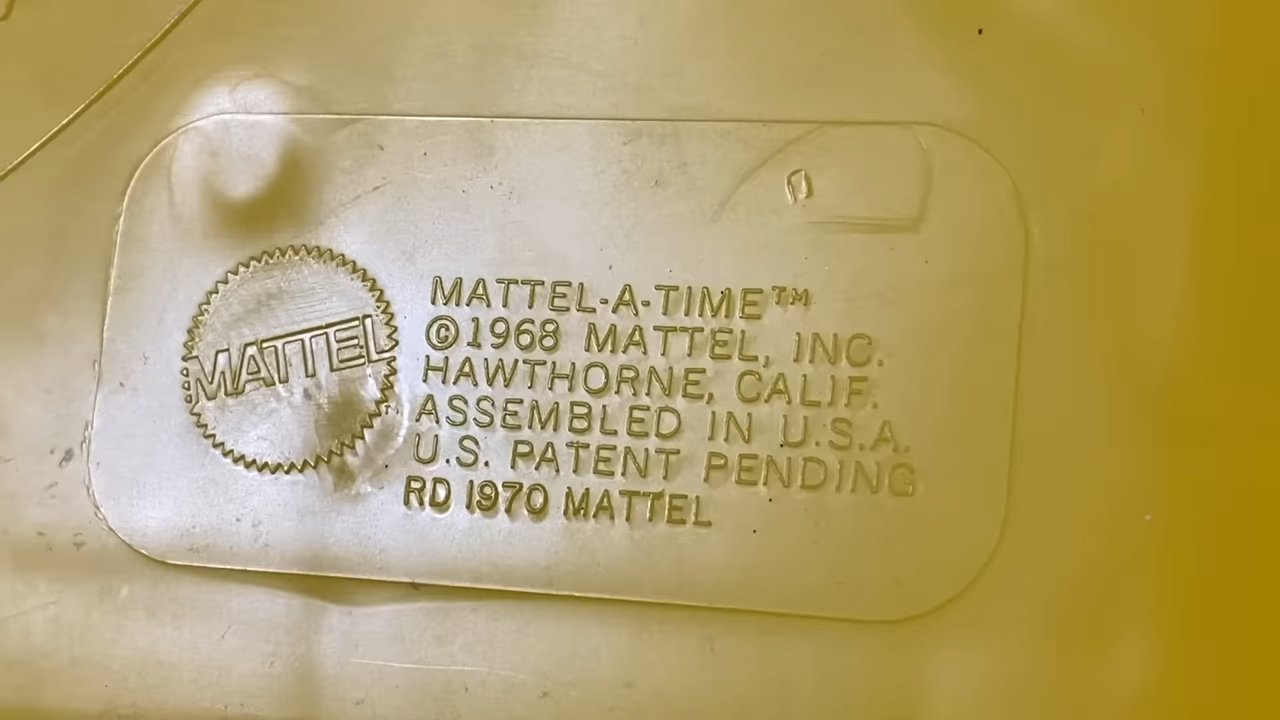 MATTEL
MATTEL-A-TIME™
©1968 MATTEL, INC.
HAWTHORNE, CALIF.
ASSEMBLED IN U.S.A.
U.S. PATENT PENDING
RD 1970 MATTEL